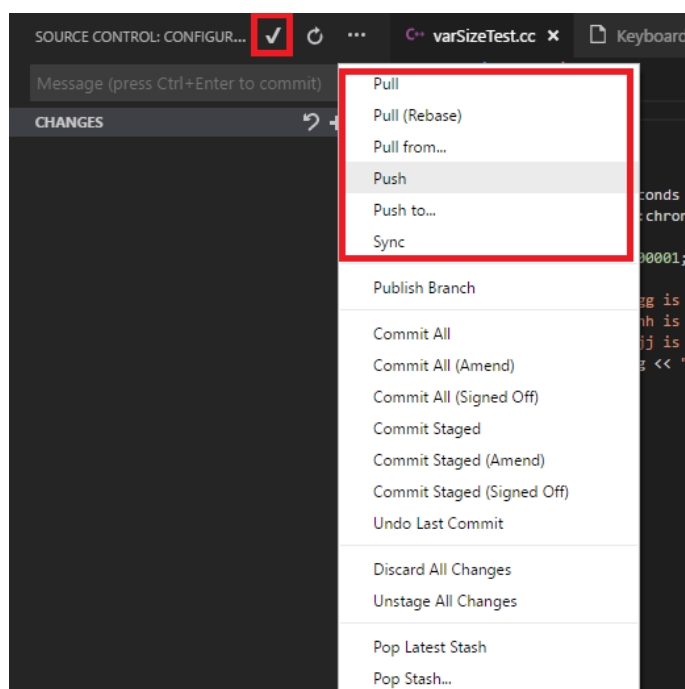 SOURCE CONTROL: CONFIGUR...
C++ varSizeTest.cc ×
Keyboard
Message (press Ctrl+Enter to commit)
CHANGES
Pull
Pull (Rebase)
Pull from...
Push
Push to...
Sync
Publish Branch
Commit All
Commit All (Amend)
Commit All (Signed Off)
Commit Staged
Commit Staged (Amend)
Commit Staged (Signed Off)
Undo Last Commit
Discard All Changes
Unstage All Changes
Pop Latest Stash
Pop Stash...
conds
:chror
00001;
gg is
hh is
jj is
g << "